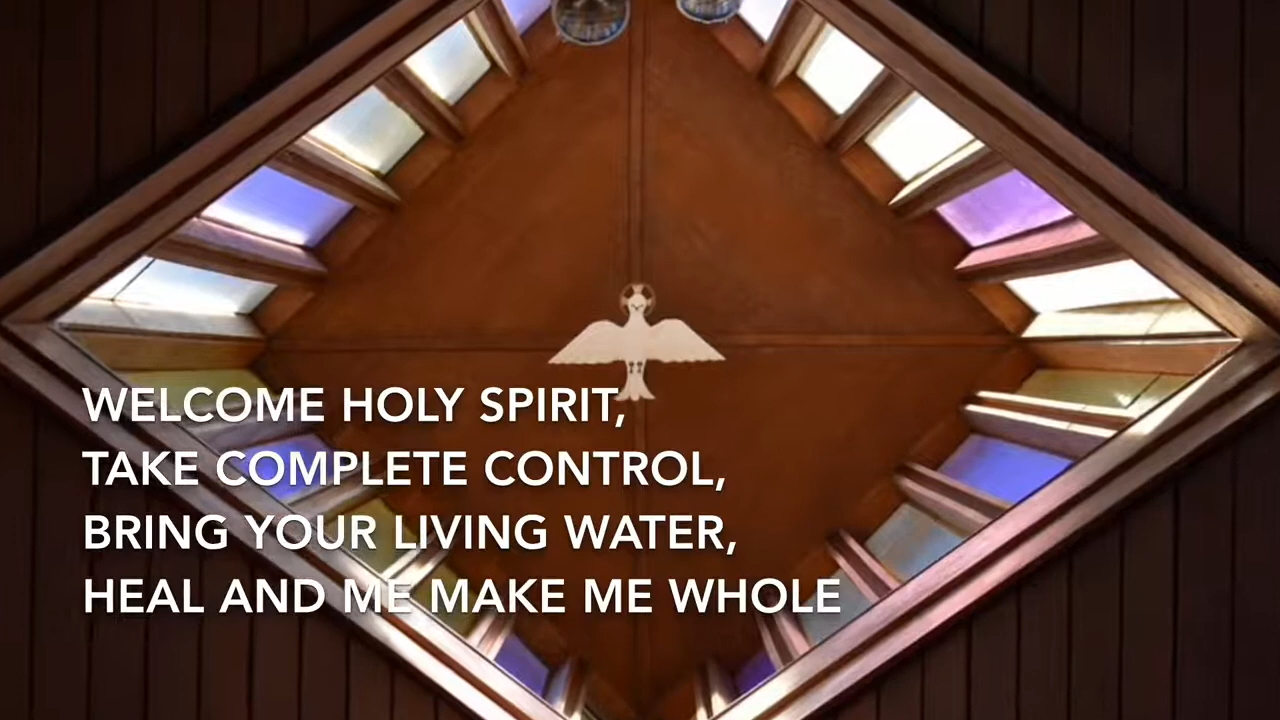 WELCOME HOLY SPIRIT,
TAKE COMPLETE CONTROL,
BRING YOUR LIVING WATER,
HEAL AND ME MAKE ME WHOLE